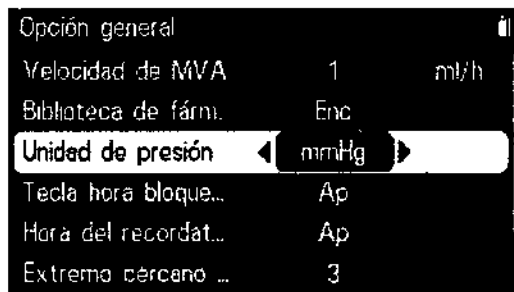 Opción general
Velocidad de MVA 1 ml/h
Biblioteca de fárm. Enc
Unidad de presión mmHg
Tecla hora bloque... Ap
Hora del recordat... Ap
Extremo cercano ... 3